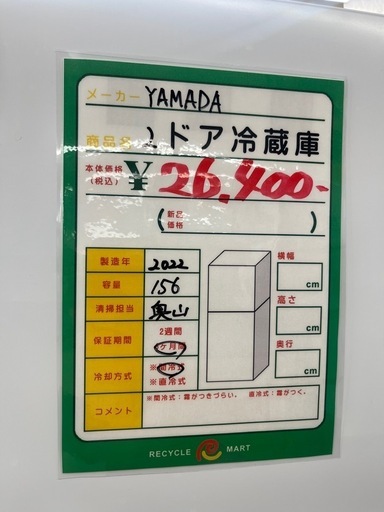 メーカー YAMADA
商品名 2ドア冷蔵庫
本体価格 (税込) ¥26,400-
(新品価格 )
製造年 2022
容量 156
清掃担当 奥山
保証期間 2週間
ヶ月間
冷却方式 ※間冷式
※直冷式
横幅
cm
高さ
cm
奥行
cm
コメント ※間冷式:霜がつきづらい。 直冷式:霜がつく。
RECYCLE MART